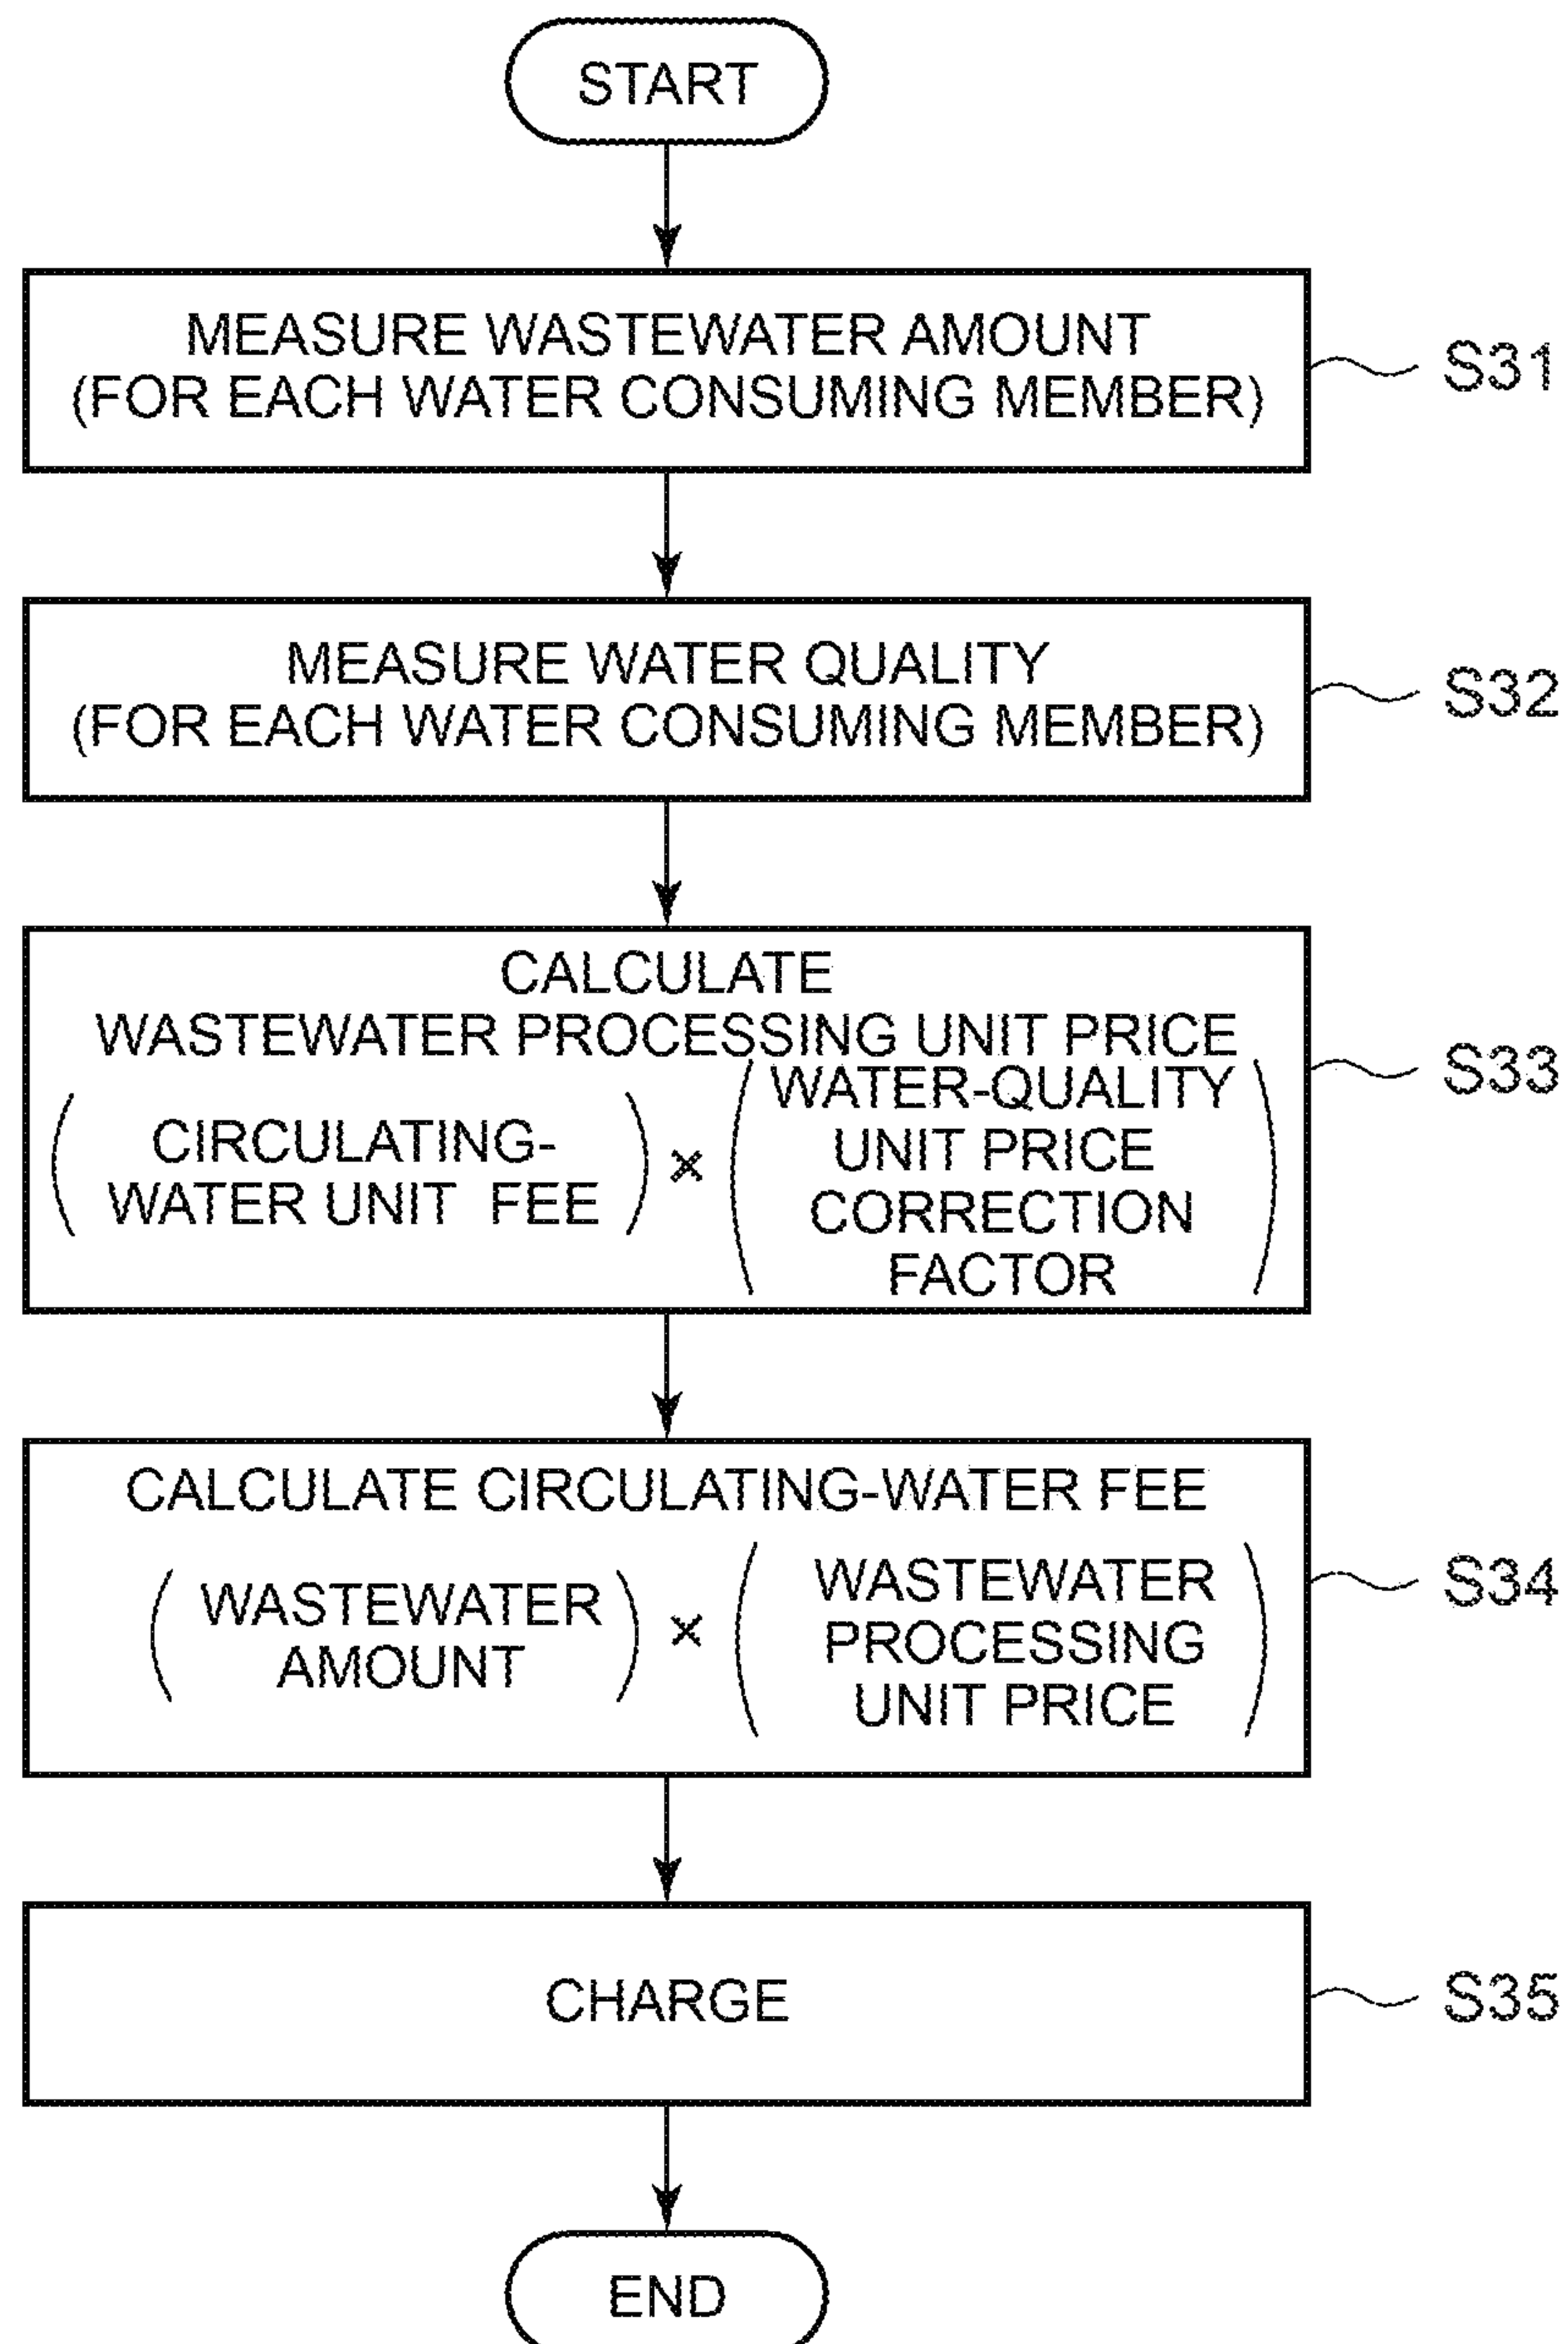 START
MEASURE WASTEWATER AMOUNT
(FOR EACH WATER CONSUMING MEMBER)
S31
MEASURE WATER QUALITY
(FOR EACH WATER CONSUMING MEMBER)
S32
CALCULATE
WASTEWATER PROCESSING UNIT PRICE
(CIRCULATING-
WATER UNIT FEE)
×
(WATER-QUALITY
UNIT PRICE
CORRECTION
FACTOR)
S33
CALCULATE CIRCULATING-WATER FEE
(WASTEWATER
AMOUNT)
×
(WASTEWATER
PROCESSING
UNIT PRICE)
S34
CHARGE
S35
END